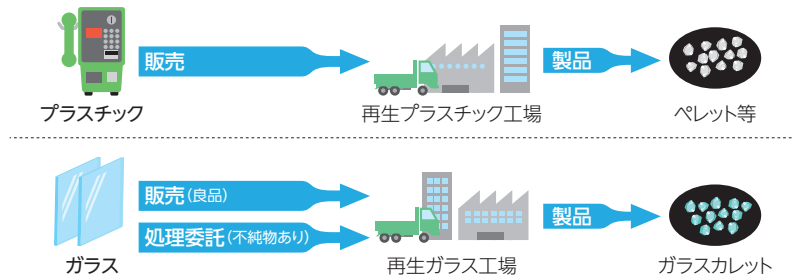 販売
製品
プラスチック
再生プラスチック工場
ペレット等
販売(良品)
処理委託(不純物あり)
製品
ガラス
再生ガラス工場
ガラスカレット